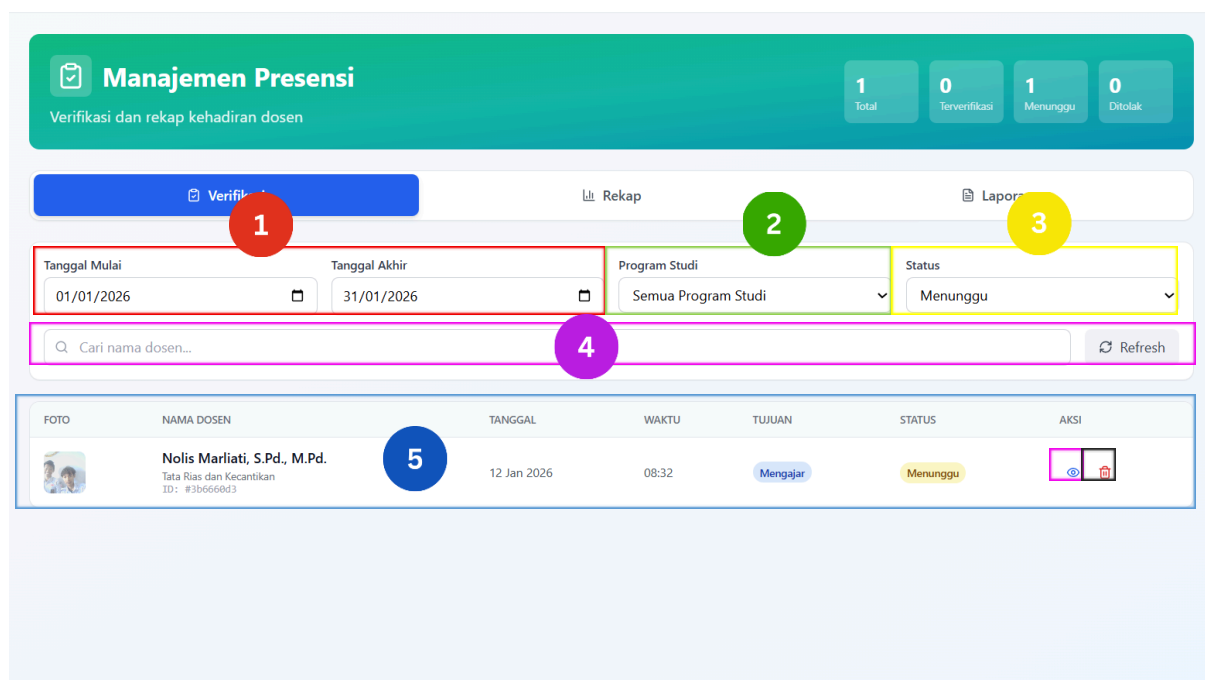 Manajemen Presensi
Verifikasi dan rekap kehadiran dosen
1 Total
0 Terverifikasi
1 Menunggu
0 Ditolak
Rekap
1
2
3
Tanggal Mulai
Tanggal Akhir
Program Studi
Status
01/01/2026
31/01/2026
Semua Program Studi
Menunggu
Cari nama dosen...
4
Refresh
FOTO NAMA DOSEN TANGGAL WAKTU TUJUAN STATUS AKSI
Nolis Marliati, S.Pd., M.Pd.
Tata Rias dan Kecantikan
ID: #3b6660d3
5
12 Jan 2026
08:32
Mengajar
Menunggu